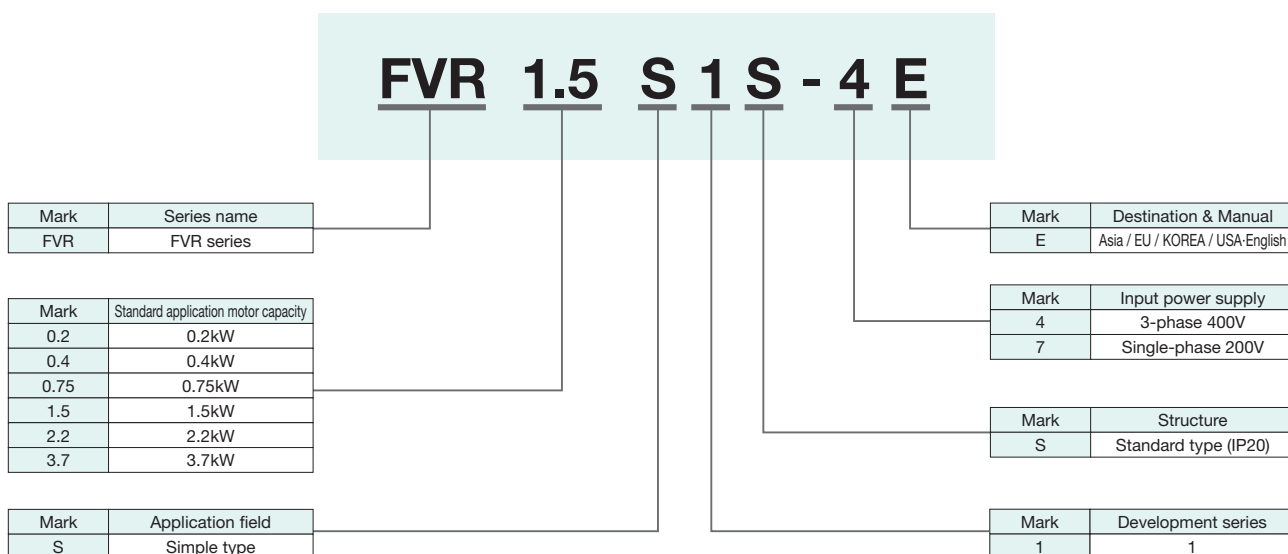 FVR 1.5 S 1 S - 4 E
Mark Series name
FVR FVR series
Mark Standard application motor capacity
0.2 0.2kW
0.4 0.4kW
0.75 0.75kW
1.5 1.5kW
2.2 2.2kW
3.7 3.7kW
Mark Application field
S Simple type
Mark Destination & Manual
E Asia / EU / KOREA / USA·English
Mark Input power supply
4 3-phase 400V
7 Single-phase 200V
Mark Structure
S Standard type (IP20)
Mark Development series
1 1